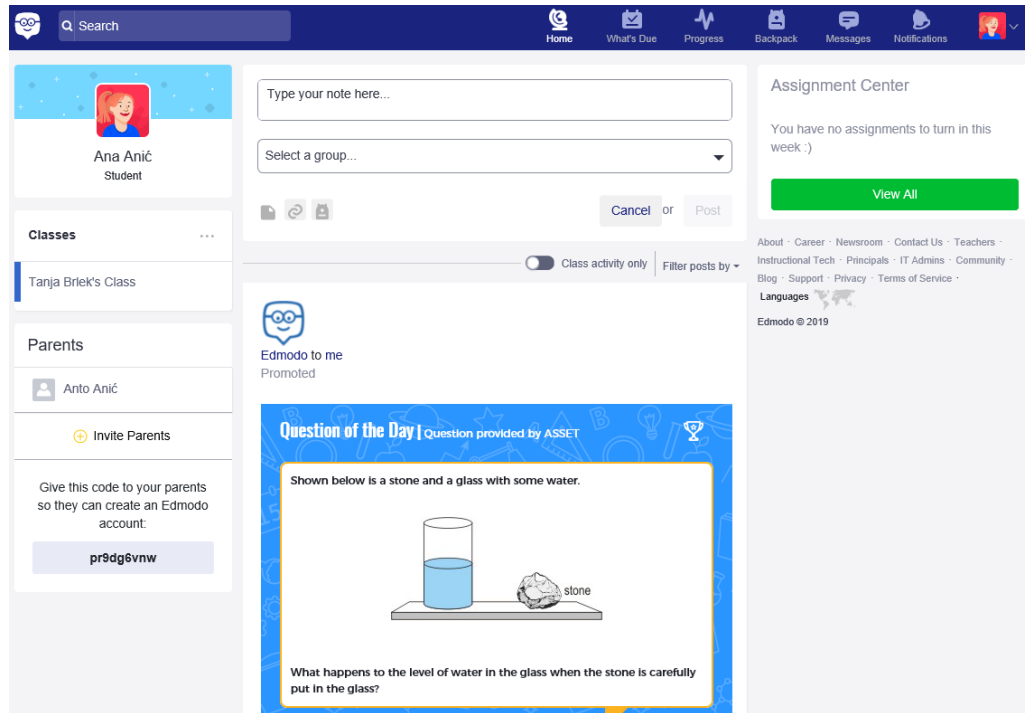 Search
Home
What's Due
Progress
Backpack
Messages
Notifications
Ana Anić
Student
Classes
...
Tanja Brlek's Class
Parents
Anto Anić
Invite Parents
Give this code to your parents
so they can create an Edmodo
account:
pr9dg6vnw
Type your note here...
Select a group...
Cancel or Post
Class activity only
Filter posts by
Edmodo to me
Promoted
Question of the Day | Question provided by ASSET
Shown below is a stone and a glass with some water.
stone
What happens to the level of water in the glass when the stone is carefully
put in the glass?
Assignment Center
You have no assignments to turn in this
week :)
View All
About · Career · Newsroom · Contact Us · Teachers ·
Instructional Tech · Principals · IT Admins · Community ·
Blog · Support · Privacy · Terms of Service ·
Languages
Edmodo © 2019